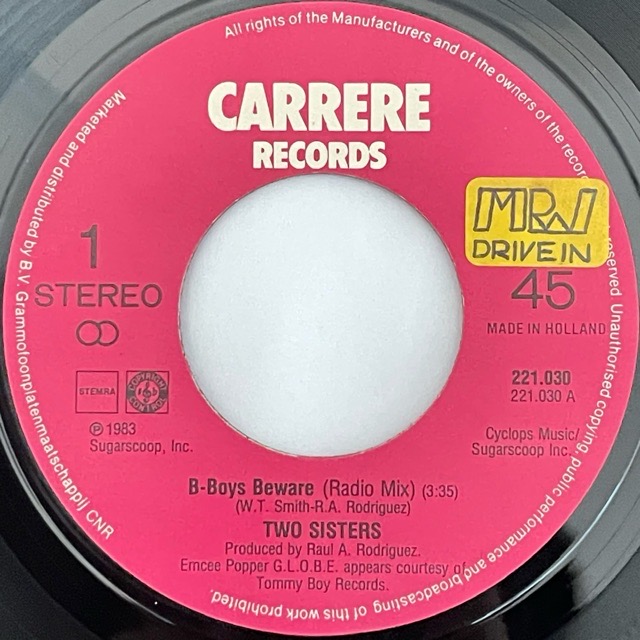 All rights of the Manufacturers and of the owners of the recor
reserved Unauthorised copying, public performance and broadcasting of this work prohibited.
Marketed and distributed by B.V. Grammofoonplatenmaatschappij CNR
CARRERE
RECORDS
MRW
DRIVE IN
1
STEREO
45
MADE IN HOLLAND
STEMRA
COPYRIGHT
CONTROL
221.030
221.030 A
℗ 1983
Sugarscoop, Inc.
Cyclops Music/
Sugarscoop Inc.
B-Boys Beware (Radio Mix) (3:35)
(W.T. Smith-R.A. Rodriguez)
TWO SISTERS
Produced by Raul A. Rodriguez.
Emcee Popper G.L.O.B.E. appears courtesy of
Tommy Boy Records.